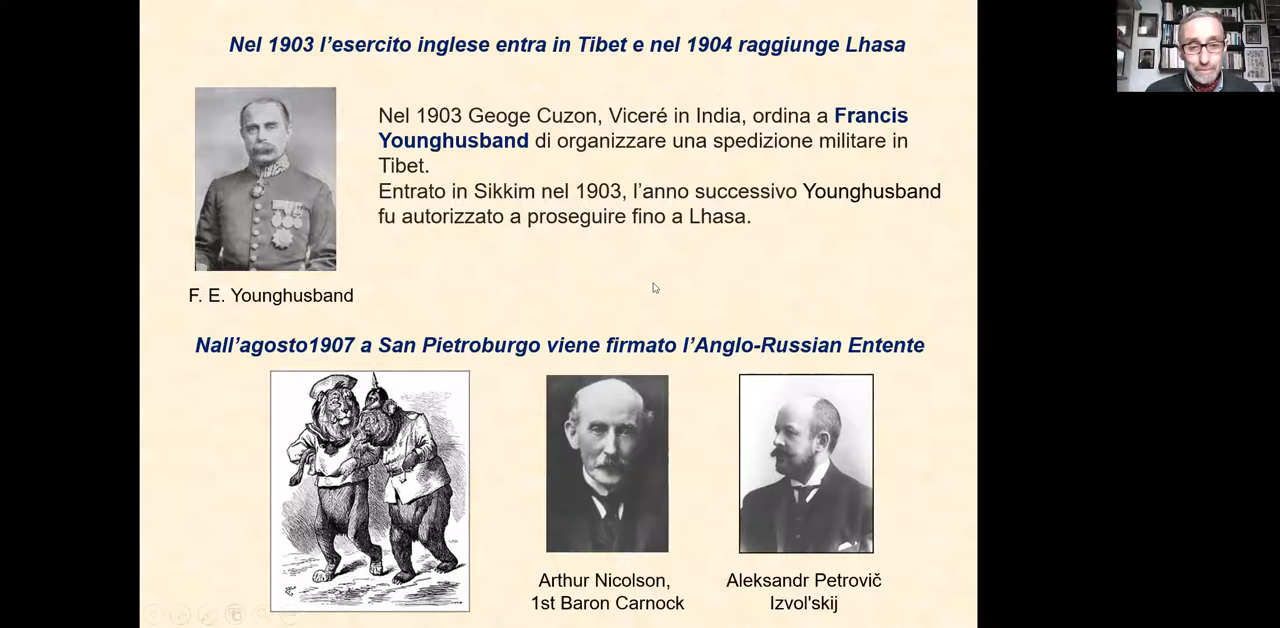 Nel 1903 l’esercito inglese entra in Tibet e nel 1904 raggiunge Lhasa
Nel 1903 Geoge Cuzon, Viceré in India, ordina a Francis
Younghusband di organizzare una spedizione militare in
Tibet.
Entrato in Sikkim nel 1903, l’anno successivo Younghusband
fu autorizzato a proseguire fino a Lhasa.
F. E. Younghusband
Nall’agosto1907 a San Pietroburgo viene firmato l’Anglo-Russian Entente
Arthur Nicolson,
1st Baron Carnock
Aleksandr Petrovič
Izvol'skij